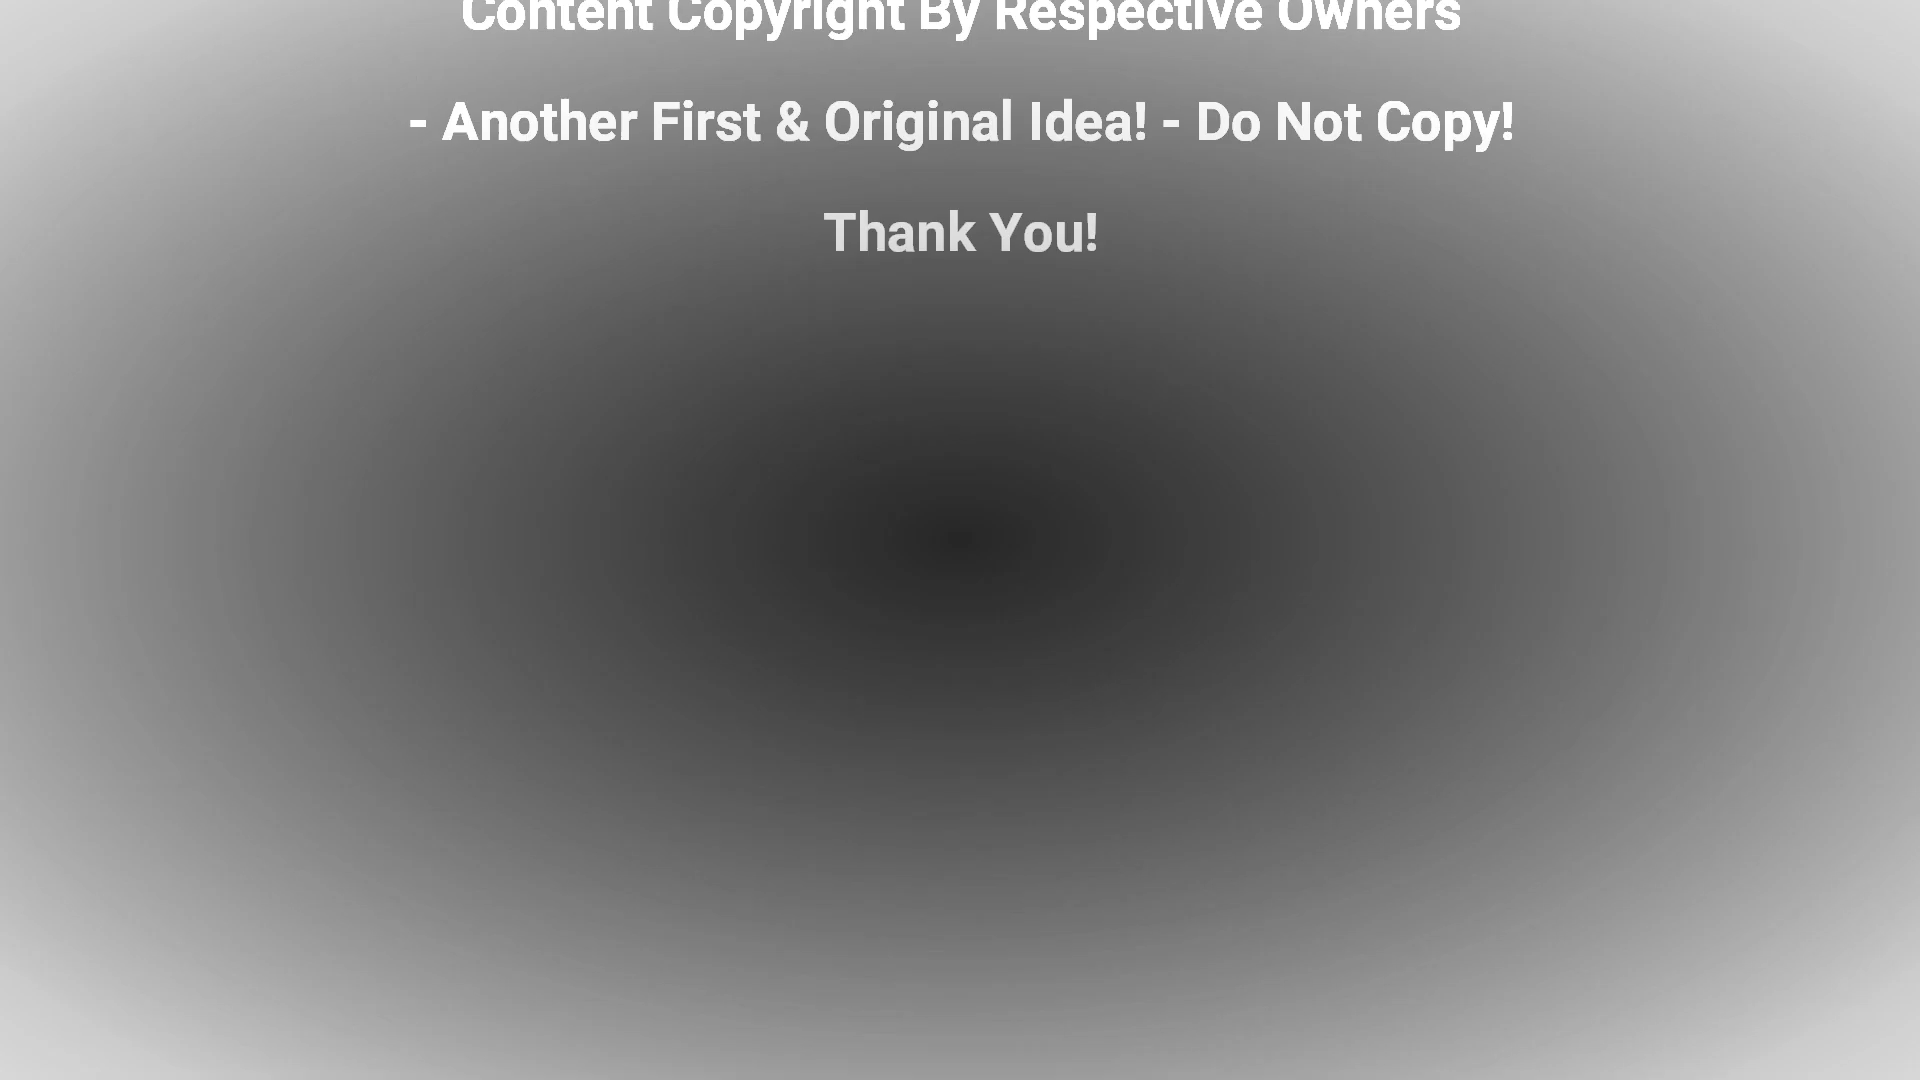 Content Copyright By Respective Owners
- Another First & Original Idea! - Do Not Copy!
Thank You!